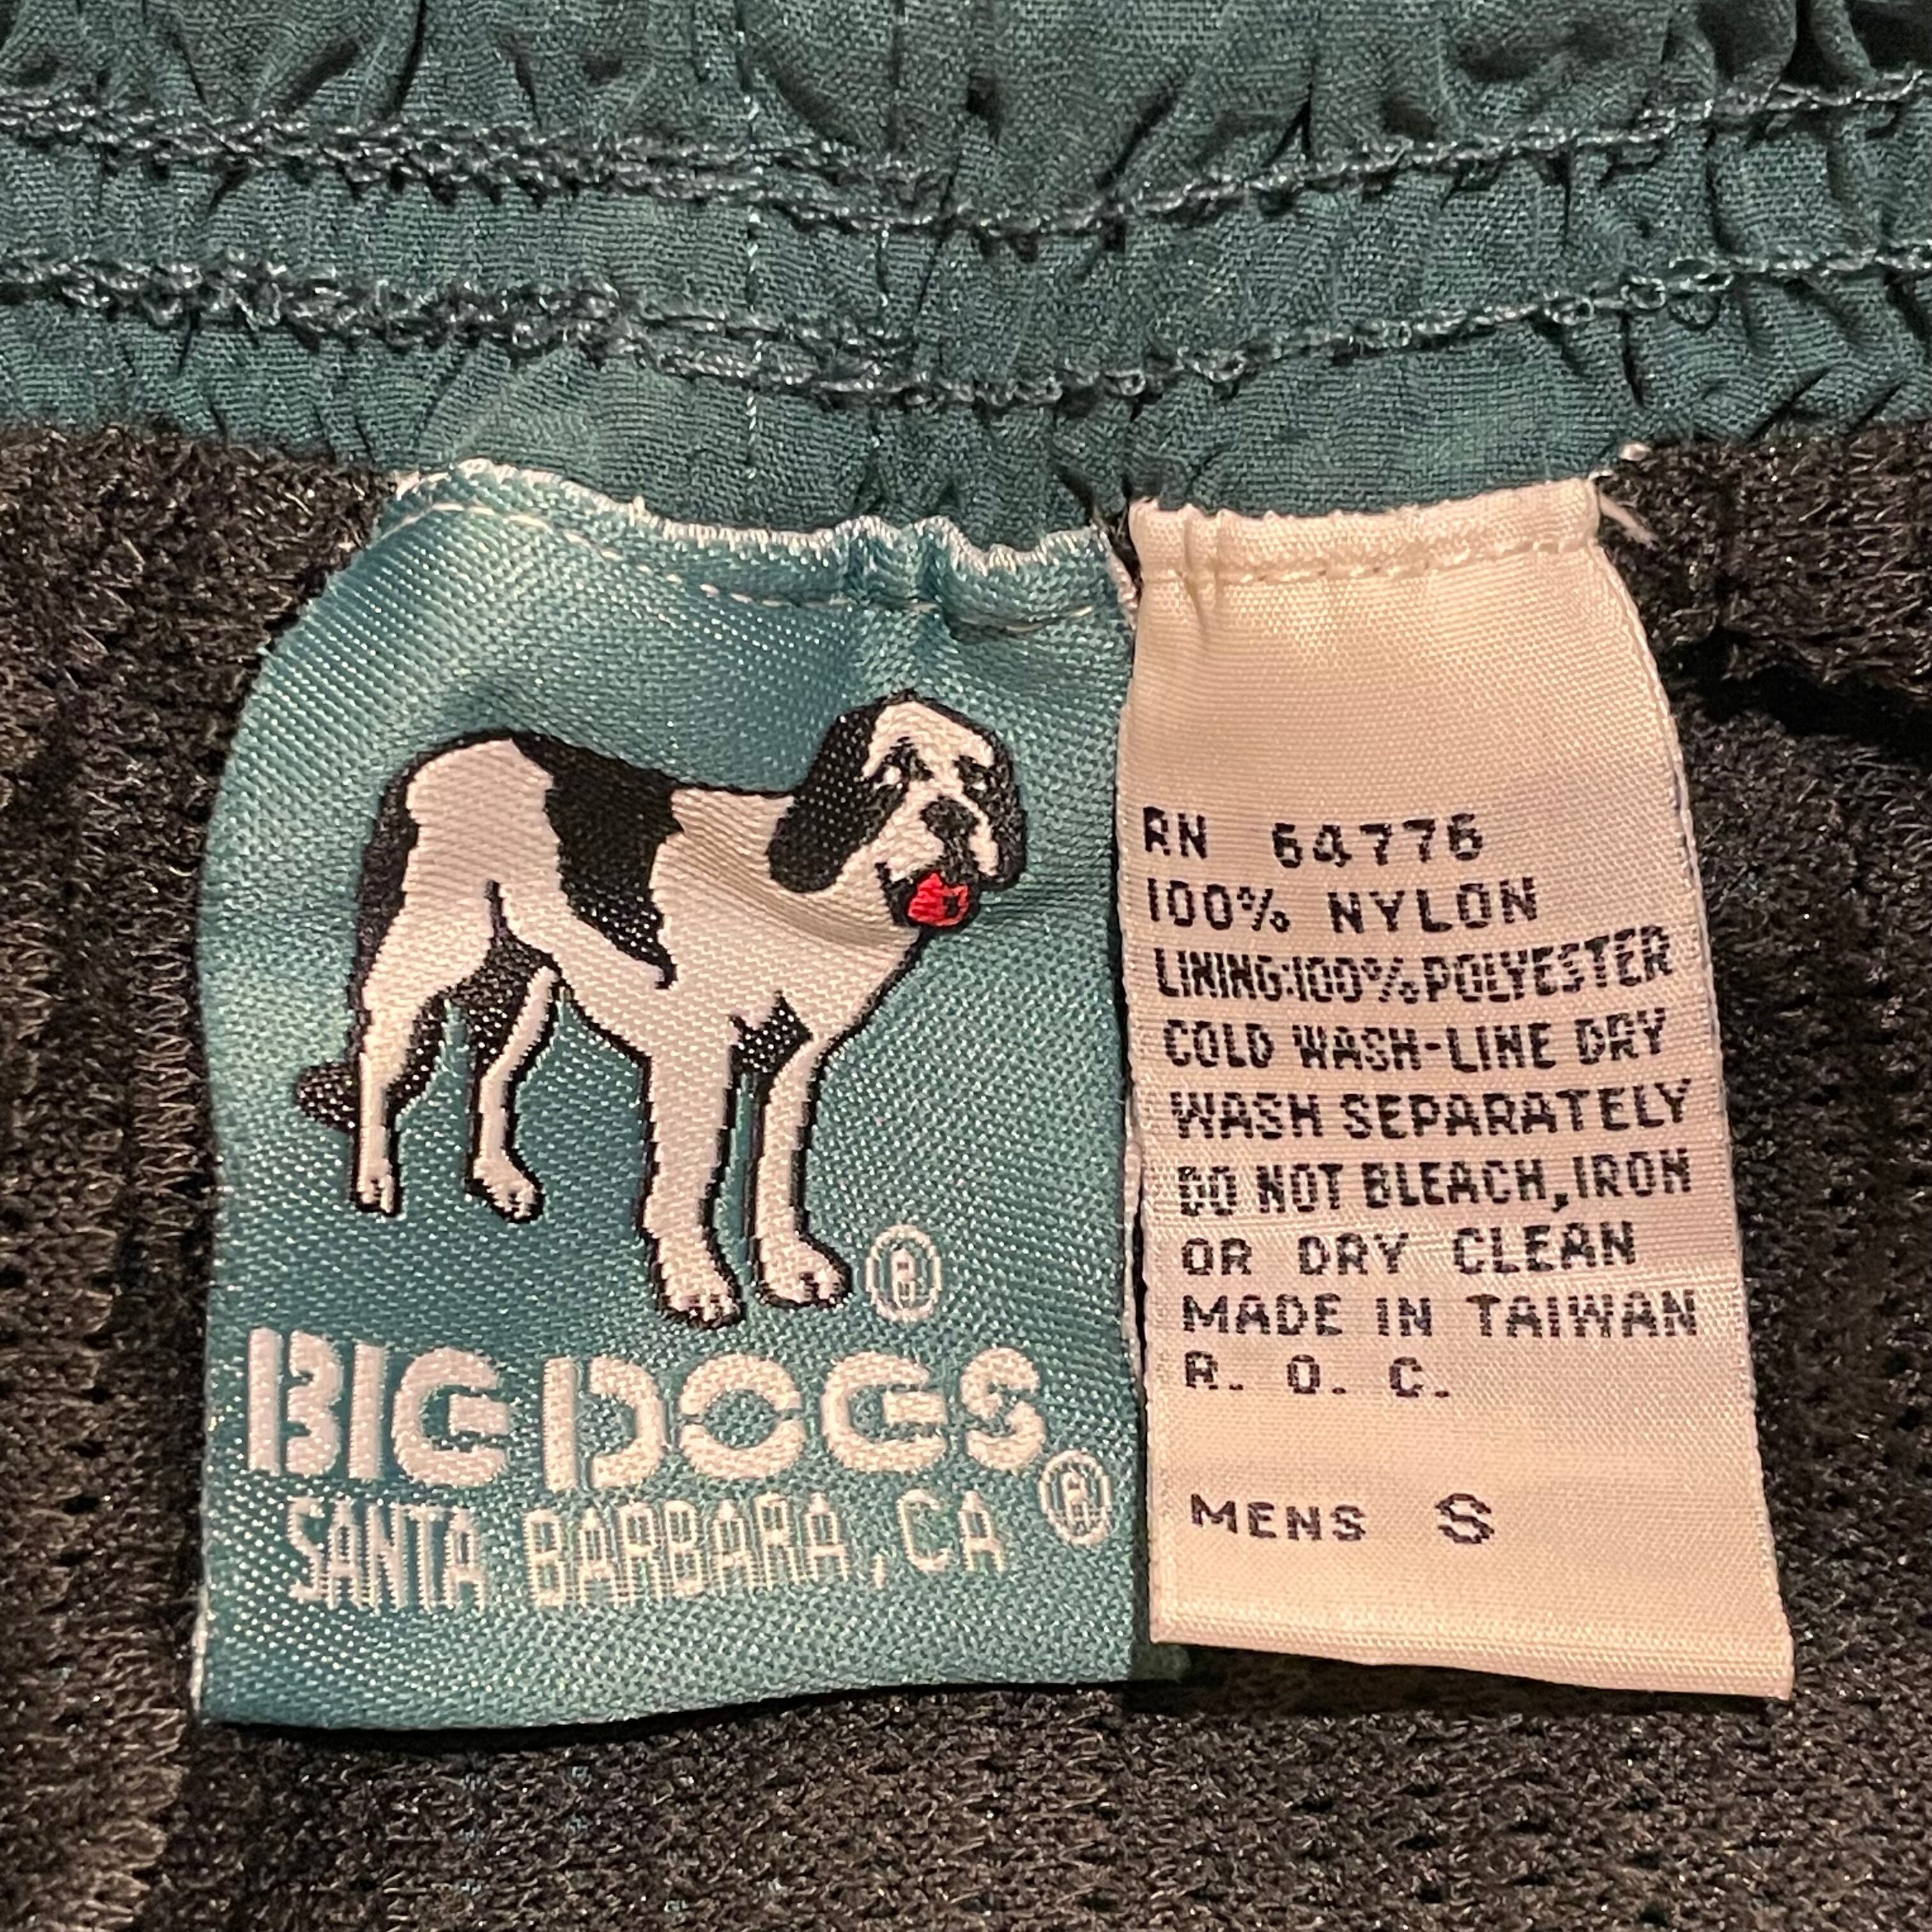 ®
BIG DOGS®
SANTA BARBARA, CA
RN 64776
100% NYLON
LINING:100% POLYESTER
COLD WASH-LINE DRY
WASH SEPARATELY
DO NOT BLEACH, IRON
OR DRY CLEAN
MADE IN TAIWAN
R. O. C.
MENS S